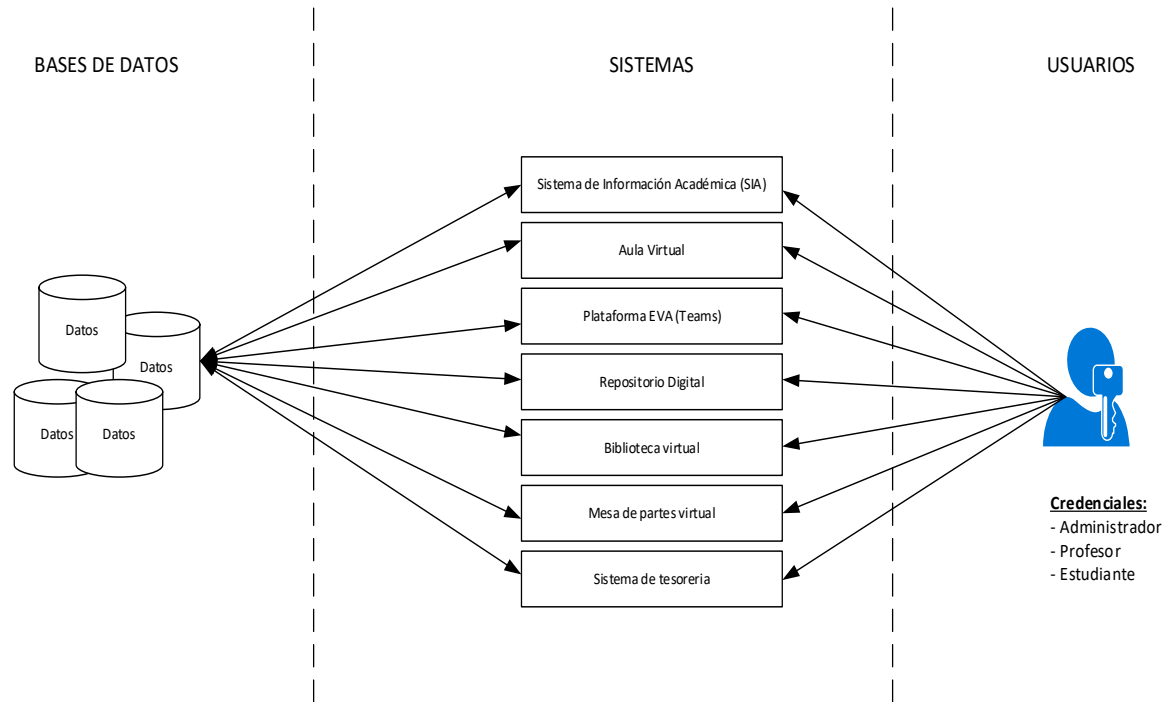 BASES DE DATOS
SISTEMAS
USUARIOS
Sistema de Información Académica (SIA)
Aula Virtual
Plataforma EVA (Teams)
Repositorio Digital
Biblioteca virtual
Mesa de partes virtual
Sistema de tesoreria
Datos
Datos
Datos
Datos
Credenciales:
- Administrador
- Profesor
- Estudiante